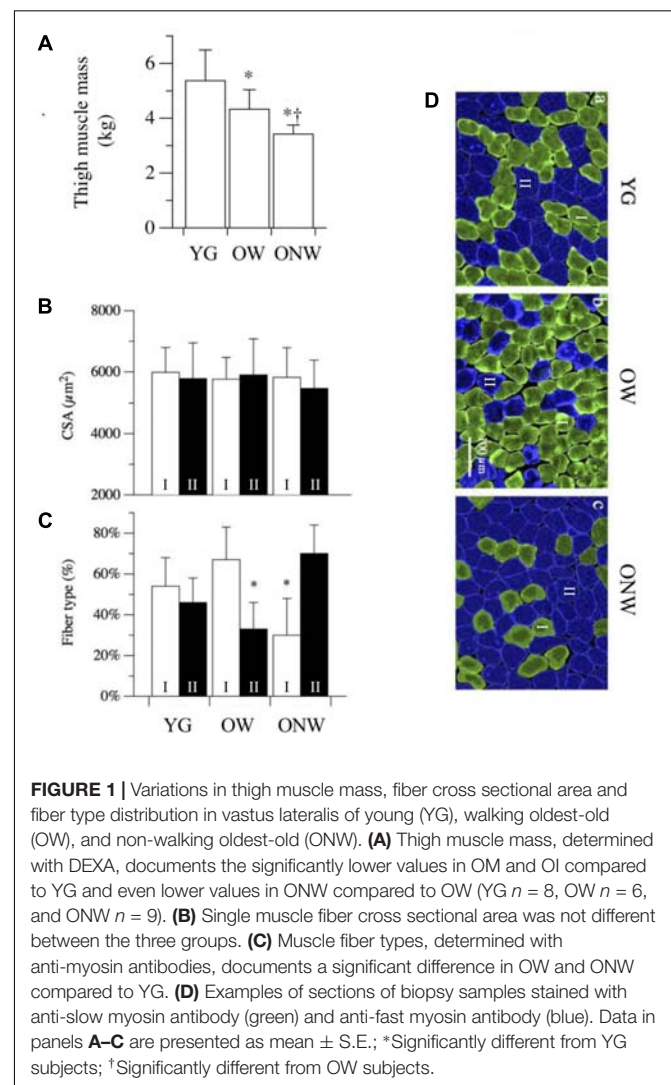 A
Thigh muscle mass
(kg)
6
4
2
0
*
*†
YG OW ONW
B
CSA (µm²)
8000
6000
4000
2000
I II I II I II
C
Fiber type (%)
80%
60%
40%
20%
0%
*
*
I II I II I II
YG OW ONW
D
YG
a
II
I
OW
b
II
I
100 µm
ONW
c
II
I
FIGURE 1 | Variations in thigh muscle mass, fiber cross sectional area and
fiber type distribution in vastus lateralis of young (YG), walking oldest-old
(OW), and non-walking oldest-old (ONW). (A) Thigh muscle mass, determined
with DEXA, documents the significantly lower values in OM and OI compared
to YG and even lower values in ONW compared to OW (YG n = 8, OW n = 6,
and ONW n = 9). (B) Single muscle fiber cross sectional area was not different
between the three groups. (C) Muscle fiber types, determined with
anti-myosin antibodies, documents a significant difference in OW and ONW
compared to YG. (D) Examples of sections of biopsy samples stained with
anti-slow myosin antibody (green) and anti-fast myosin antibody (blue). Data in
panels A–C are presented as mean ± S.E.; *Significantly different from YG
subjects; †Significantly different from OW subjects.